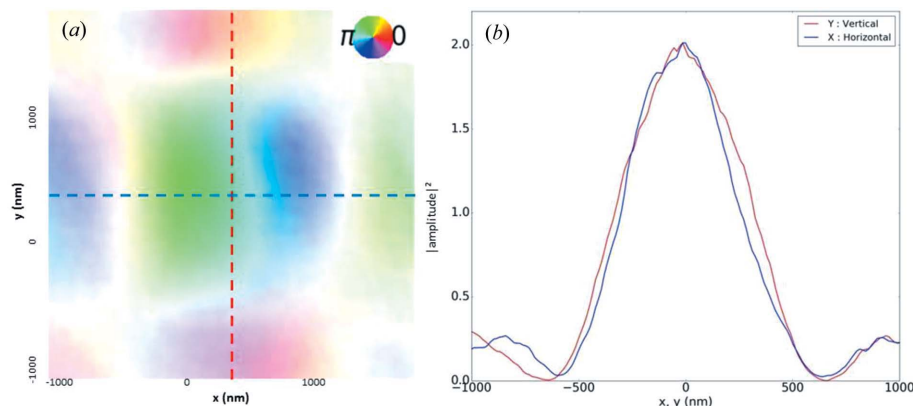 (a)
π 0
1000
0
-1000
y (nm)
-1000 0 1000
x (nm)
(b)
Y : Vertical
X : Horizontal
2.0
1.5
1.0
0.5
0.0
|amplitude|²
−1000 −500 0 500 1000
x, y (nm)